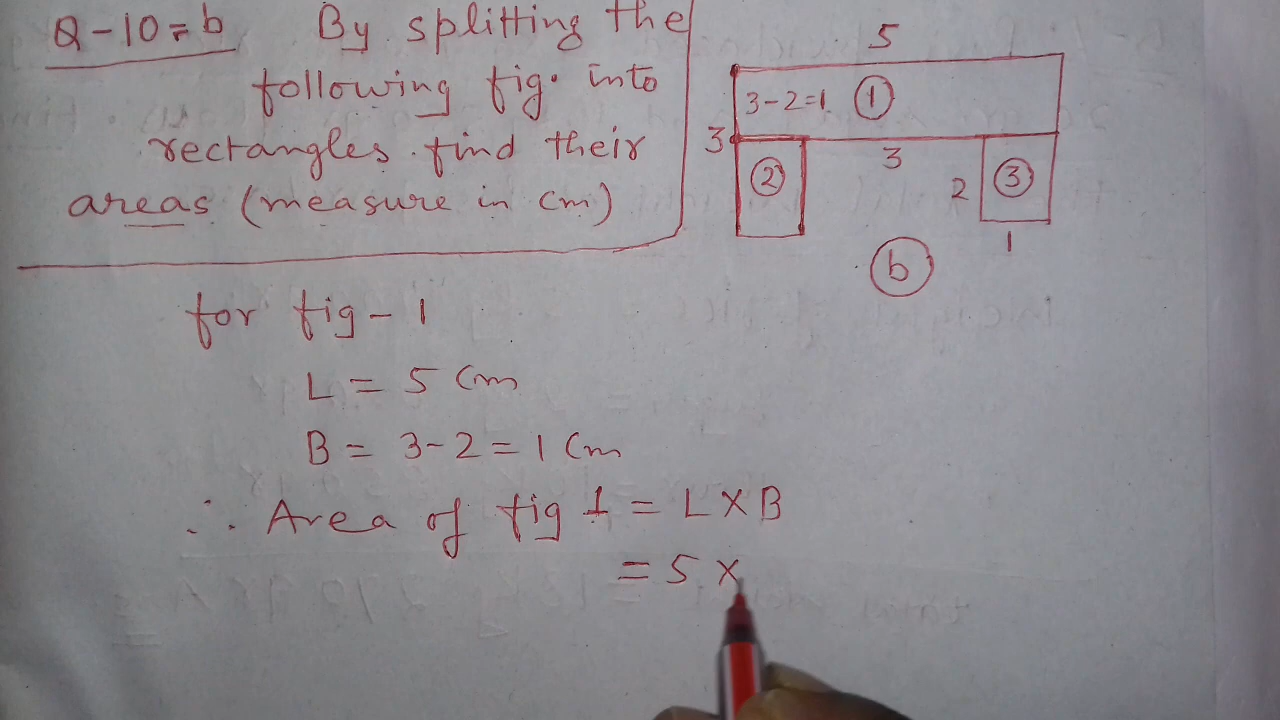 Q-10=b By splitting the
following fig. into
rectangles. find their
areas (measure in cm)
5
3-2=1. 1
3
3
2
2
3
1
b
for fig-1
L = 5 Cm
B = 3-2 = 1 Cm
∴ Area of fig 1 = L X B
= 5 X